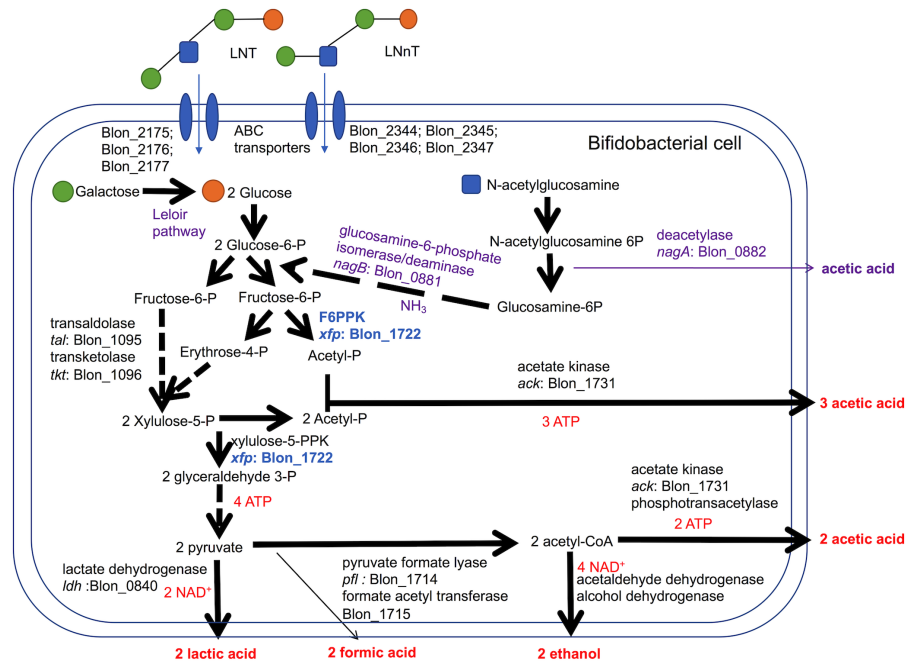 LNT
LNnT
Blon_2175;
Blon_2176;
Blon_2177
ABC
transporters
Blon_2344; Blon_2345;
Blon_2346; Blon_2347
Bifidobacterial cell
Galactose
2 Glucose
N-acetylglucosamine
Leloir
pathway
2 Glucose-6-P
glucosamine-6-phosphate
isomerase/deaminase
nagB: Blon_0881
NH3
N-acetylglucosamine 6P
deacetylase
nagA: Blon_0882
acetic acid
Glucosamine-6P
Fructose-6-P
Fructose-6-P
F6PPK
xfp: Blon_1722
transaldolase
tal: Blon_1095
transketolase
tkt: Blon_1096
Erythrose-4-P
Acetyl-P
acetate kinase
ack: Blon_1731
3 acetic acid
3 ATP
2 Xylulose-5-P
2 Acetyl-P
xylulose-5-PPK
xfp: Blon_1722
2 glyceraldehyde 3-P
4 ATP
acetate kinase
ack: Blon_1731
phosphotransacetylase
2 ATP
2 pyruvate
2 acetyl-CoA
2 acetic acid
lactate dehydrogenase
ldh :Blon_0840
2 NAD+
pyruvate formate lyase
pfl : Blon_1714
formate acetyl transferase
Blon_1715
4 NAD+
acetaldehyde dehydrogenase
alcohol dehydrogenase
2 lactic acid
2 formic acid
2 ethanol